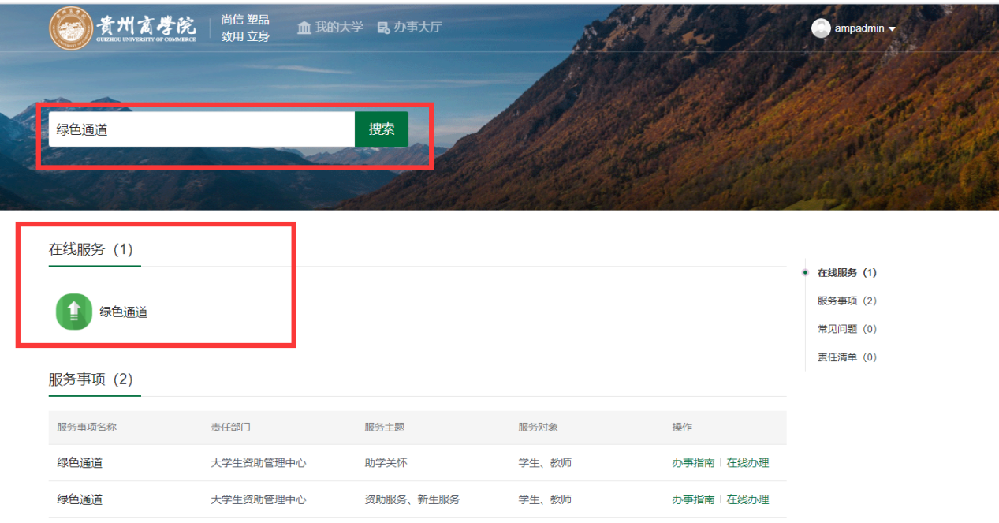 贵州商学院
GUIZHOU UNIVERSITY OF COMMERCE
尚信 塑品
致用 立身
我的大学
办事大厅
ampadmin
绿色通道
搜索
在线服务（1）
绿色通道
在线服务（1）
服务事项（2）
常见问题（0）
责任清单（0）
服务事项（2）
服务事项名称 责任部门 服务主题 服务对象 操作
绿色通道 大学生资助管理中心 助学关怀 学生、教师 办事指南 | 在线办理
绿色通道 大学生资助管理中心 资助服务、新生服务 学生、教师 办事指南 | 在线办理